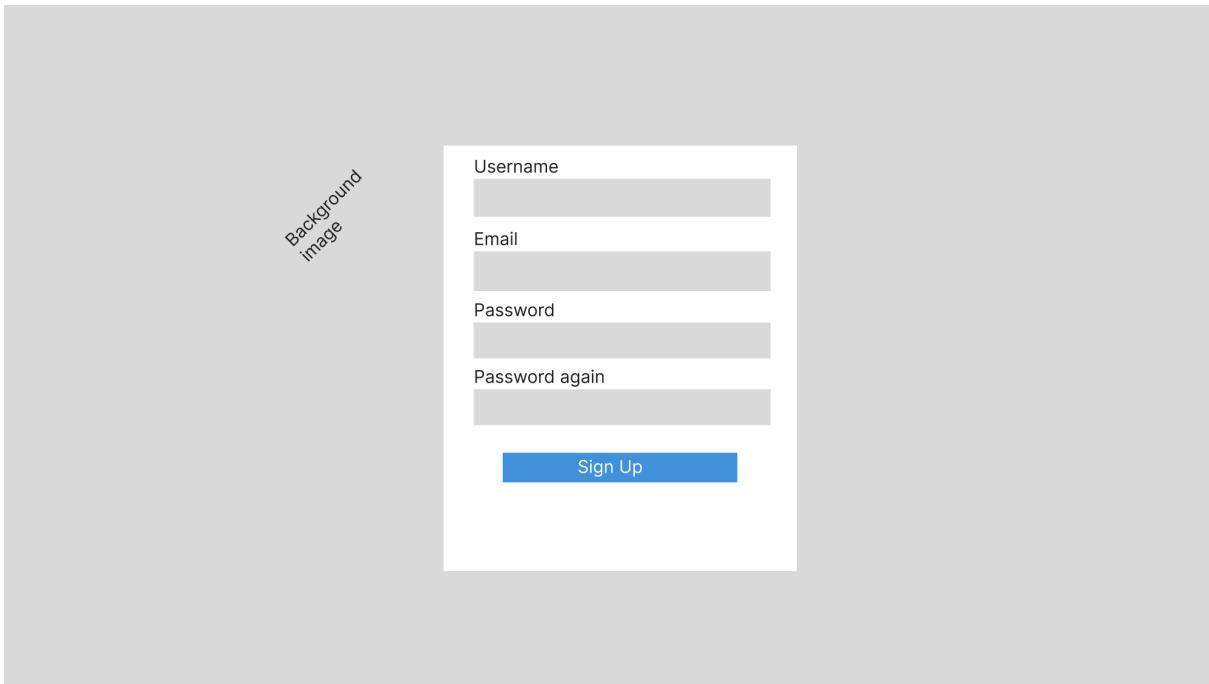 Background
image
Username
Email
Password
Password again
Sign Up